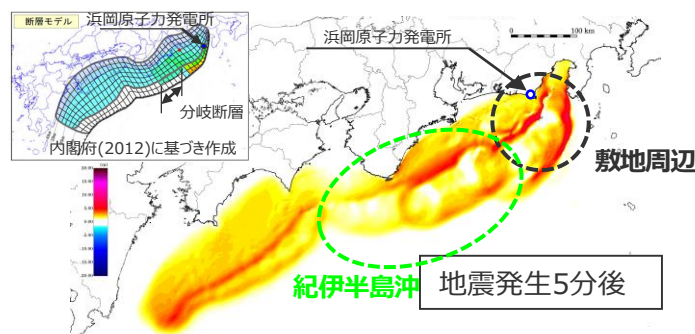 断層モデル
浜岡原子力発電所
分岐断層
内閣府(2012)に基づき作成
浜岡原子力発電所
0 100 km
敷地周辺
紀伊半島沖
地震発生5分後